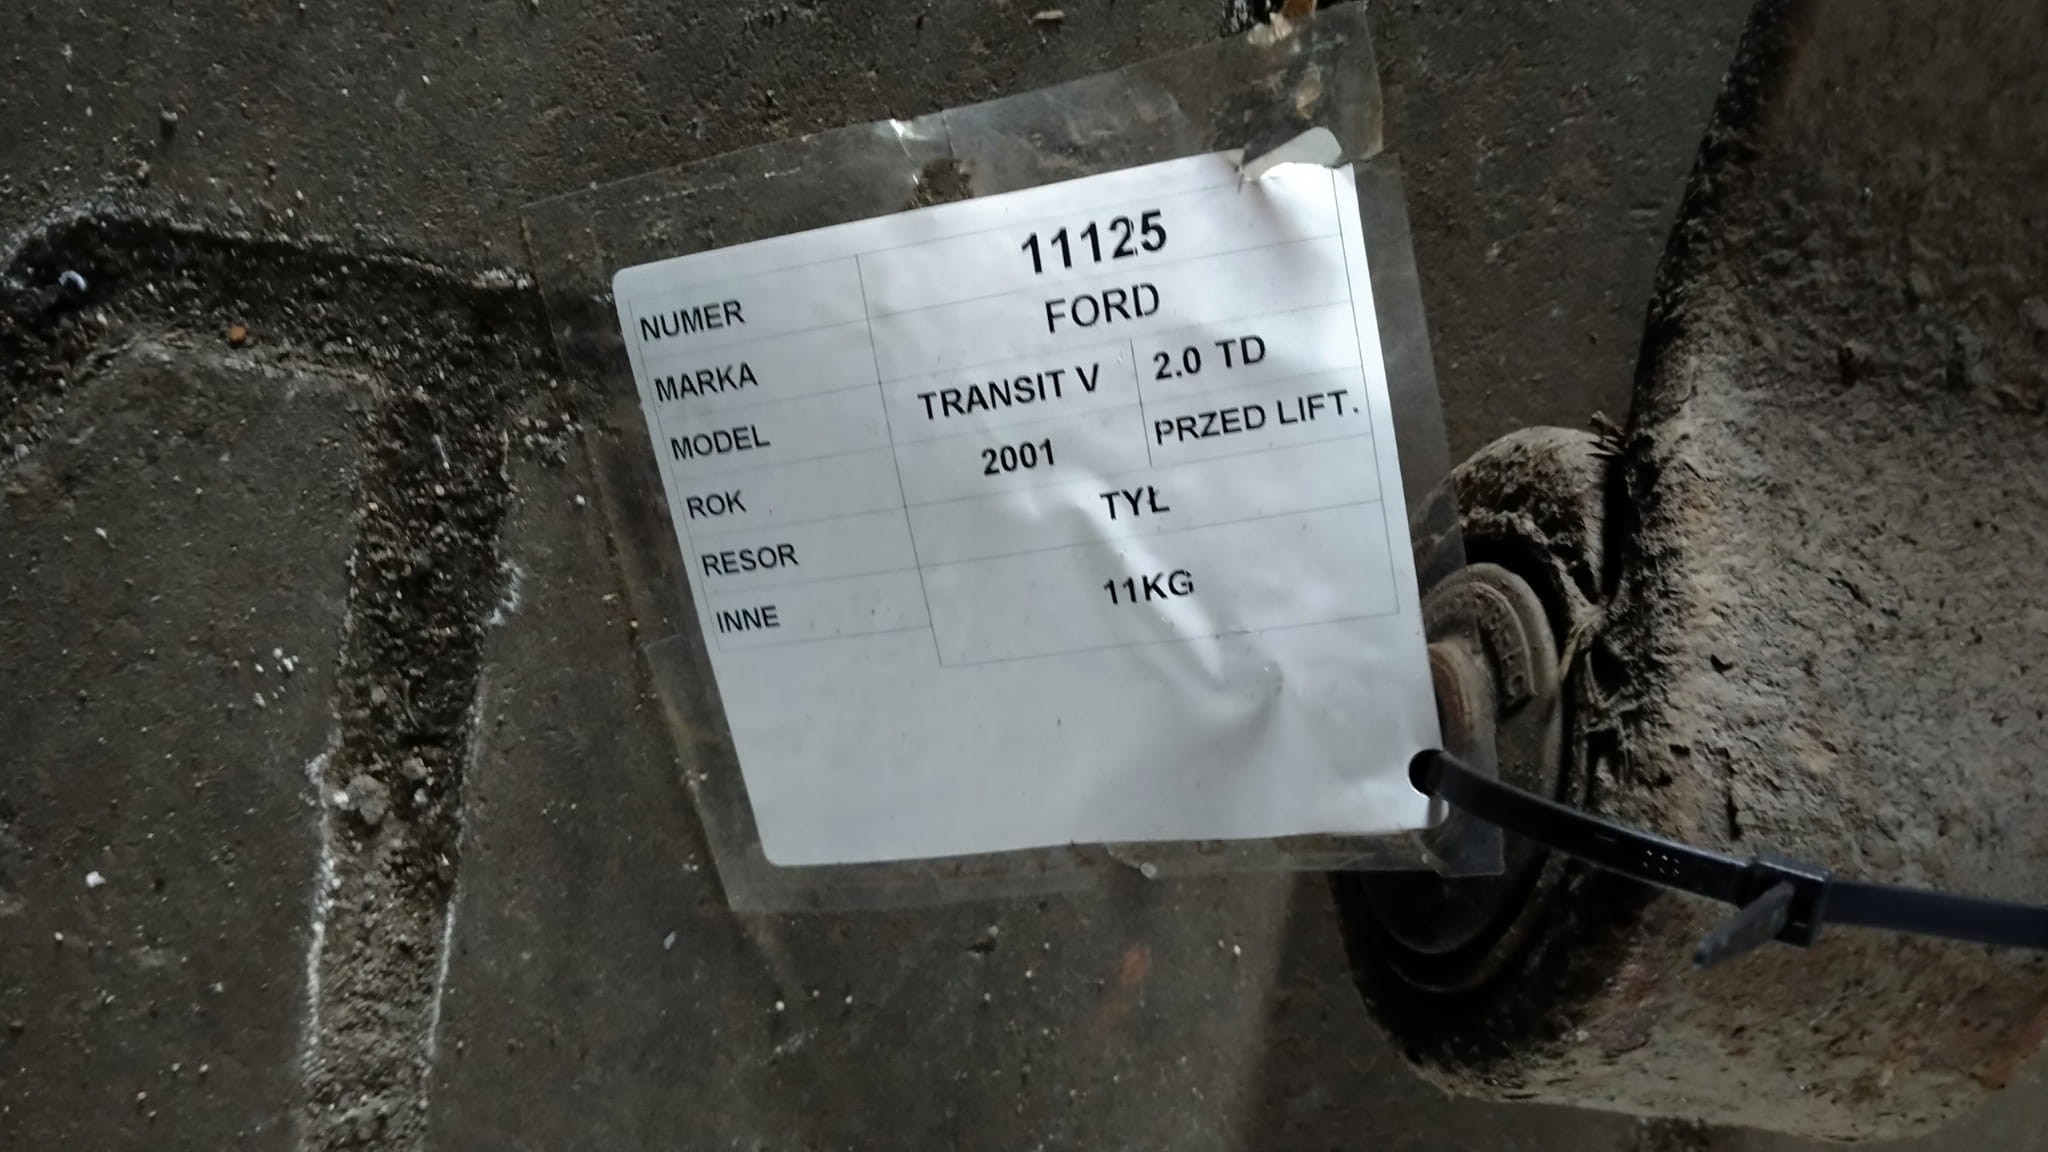 NUMER 11125
MARKA FORD
MODEL TRANSIT V 2.0 TD
ROK 2001 PRZED LIFT.
RESOR TYŁ
INNE 11KG